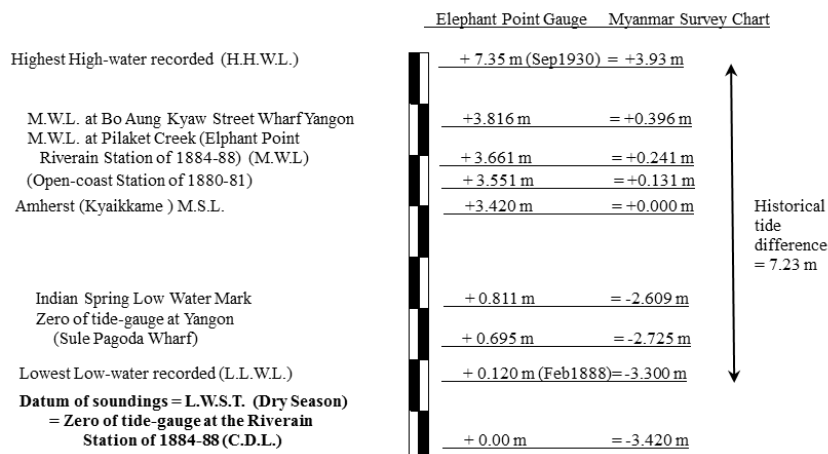 Elephant Point Gauge Myanmar Survey Chart
Highest High-water recorded (H.H.W.L.) + 7.35 m (Sep1930) = +3.93 m
M.W.L. at Bo Aung Kyaw Street Wharf Yangon +3.816 m =+0.396 m
M.W.L. at Pilaket Creek (Elphant Point
Riverain Station of 1884-88) (M.W.L) +3.661 m =+0.241 m
(Open-coast Station of 1880-81) +3.551 m =+0.131 m
Amherst (Kyaikkame ) M.S.L. +3.420 m =+0.000 m
Historical
tide
difference
= 7.23 m
Indian Spring Low Water Mark +0.811 m = -2.609 m
Zero of tide-gauge at Yangon
(Sule Pagoda Wharf) + 0.695 m = -2.725 m
Lowest Low-water recorded (L.L.W.L.) + 0.120 m (Feb1888)=-3.300 m
Datum of soundings = L.W.S.T. (Dry Season)
= Zero of tide-gauge at the Riverain
Station of 1884-88 (C.D.L.) + 0.00 m =-3.420 m